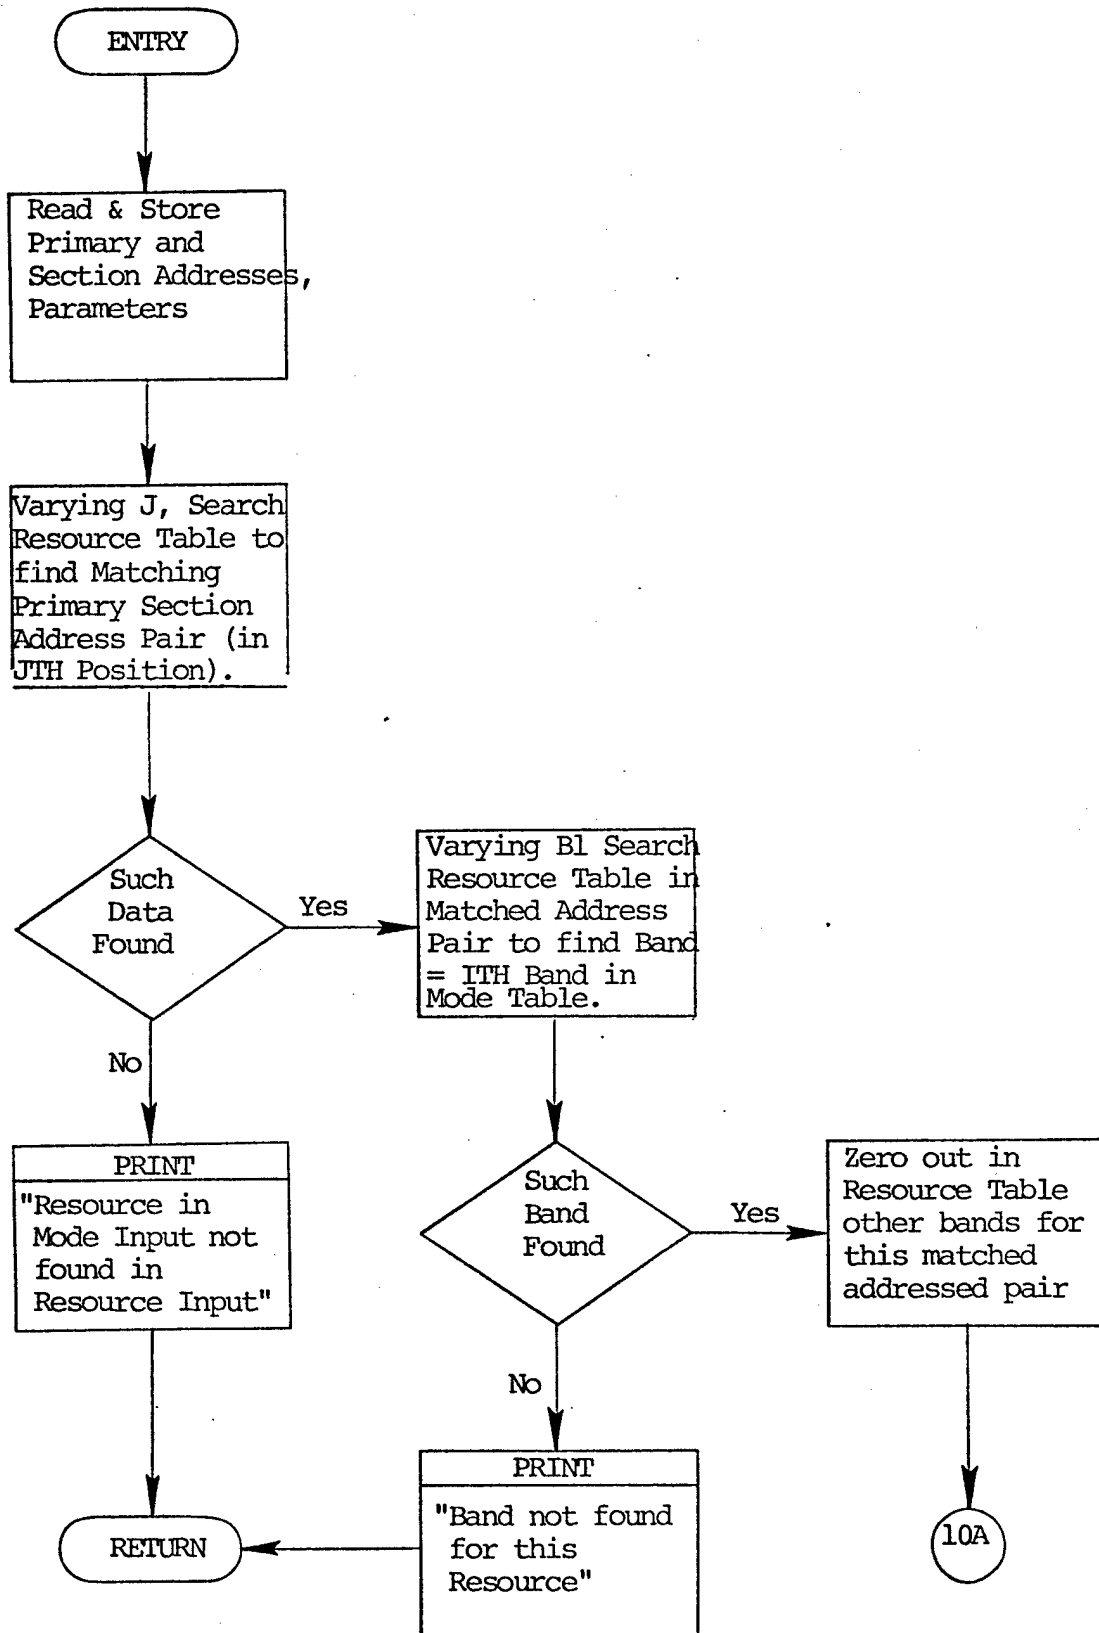 ENTRY
Read & Store
Primary and
Section Addresses,
Parameters
Varying J, Search
Resource Table to
find Matching
Primary Section
Address Pair (in
JTH Position).
Such
Data
Found
Yes
No
Varying B1 Search
Resource Table in
Matched Address
Pair to find Band
= ITH Band in
Mode Table.
PRINT
"Resource in
Mode Input not
found in
Resource Input"
Such
Band
Found
Yes
No
Zero out in
Resource Table
other bands for
this matched
addressed pair
PRINT
"Band not found
for this
Resource"
RETURN
10A